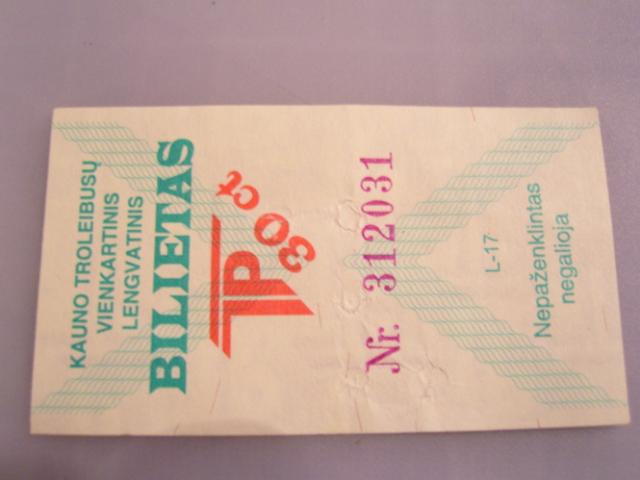 KAUNO TROLEIBUSŲ
VIENKARTINIS
LENGVATINIS
BILIETAS
TP
30 ct
Nr. 312031
L-17
Nepaženklintas
negalioja